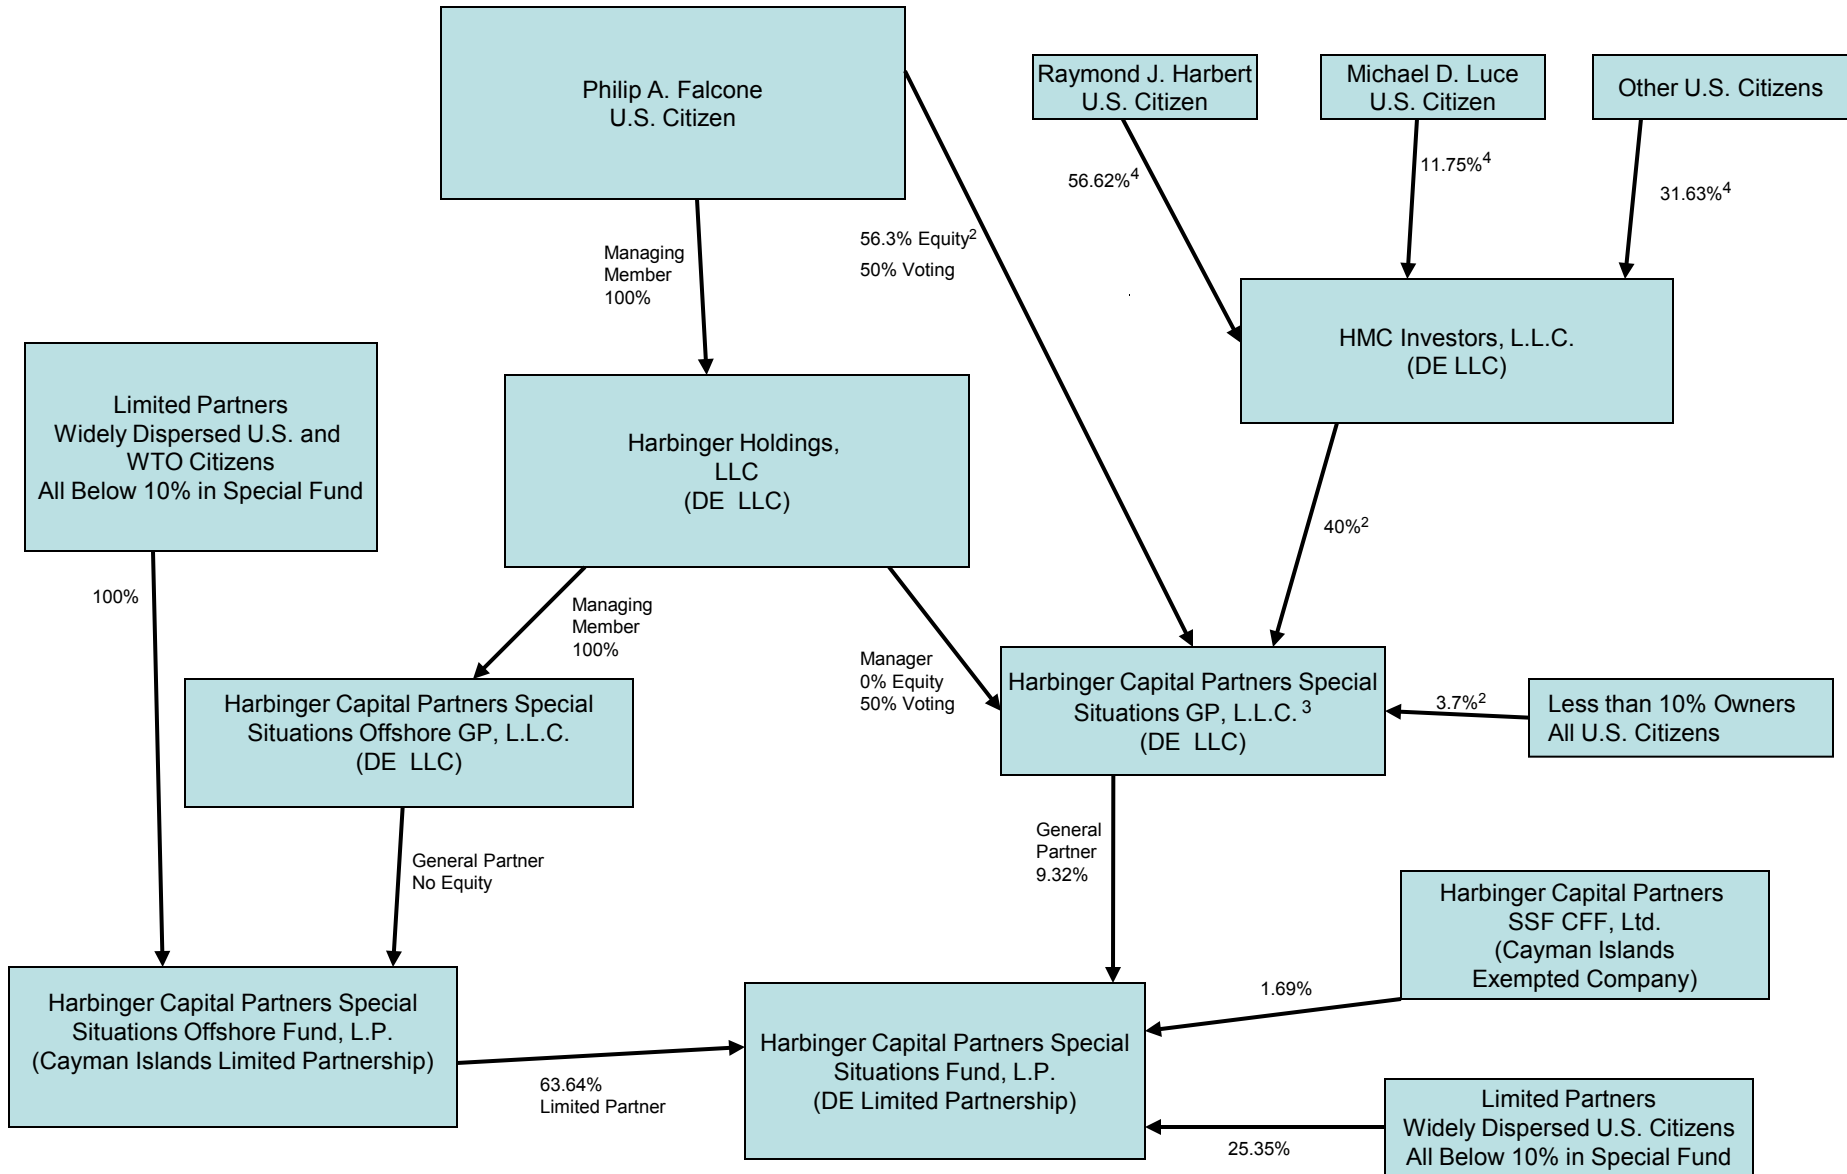 Philip A. Falcone
U.S. Citizen
Raymond J. Harbert
U.S. Citizen
Michael D. Luce
U.S. Citizen
Other U.S. Citizens
56.62%4
11.75%4
31.63%4
Managing
Member
100%
56.3% Equity2
50% Voting
HMC Investors, L.L.C.
(DE LLC)
Limited Partners
Widely Dispersed U.S. and
WTO Citizens
All Below 10% in Special Fund
Harbinger Holdings,
LLC
(DE  LLC)
40%2
100%
Managing
Member
100%
Manager
0% Equity
50% Voting
Harbinger Capital Partners Special
Situations Offshore GP, L.L.C.
(DE  LLC)
Harbinger Capital Partners Special
Situations GP, L.L.C. 3
(DE  LLC)
3.7%2
Less than 10% Owners
All U.S. Citizens
General Partner
No Equity
General
Partner
9.32%
Harbinger Capital Partners
SSF CFF, Ltd.
(Cayman Islands
Exempted Company)
1.69%
Harbinger Capital Partners Special
Situations Offshore Fund, L.P.
(Cayman Islands Limited Partnership)
63.64%
Limited Partner
Harbinger Capital Partners Special
Situations Fund, L.P.
(DE Limited Partnership)
25.35%
Limited Partners
Widely Dispersed U.S. Citizens
All Below 10% in Special Fund